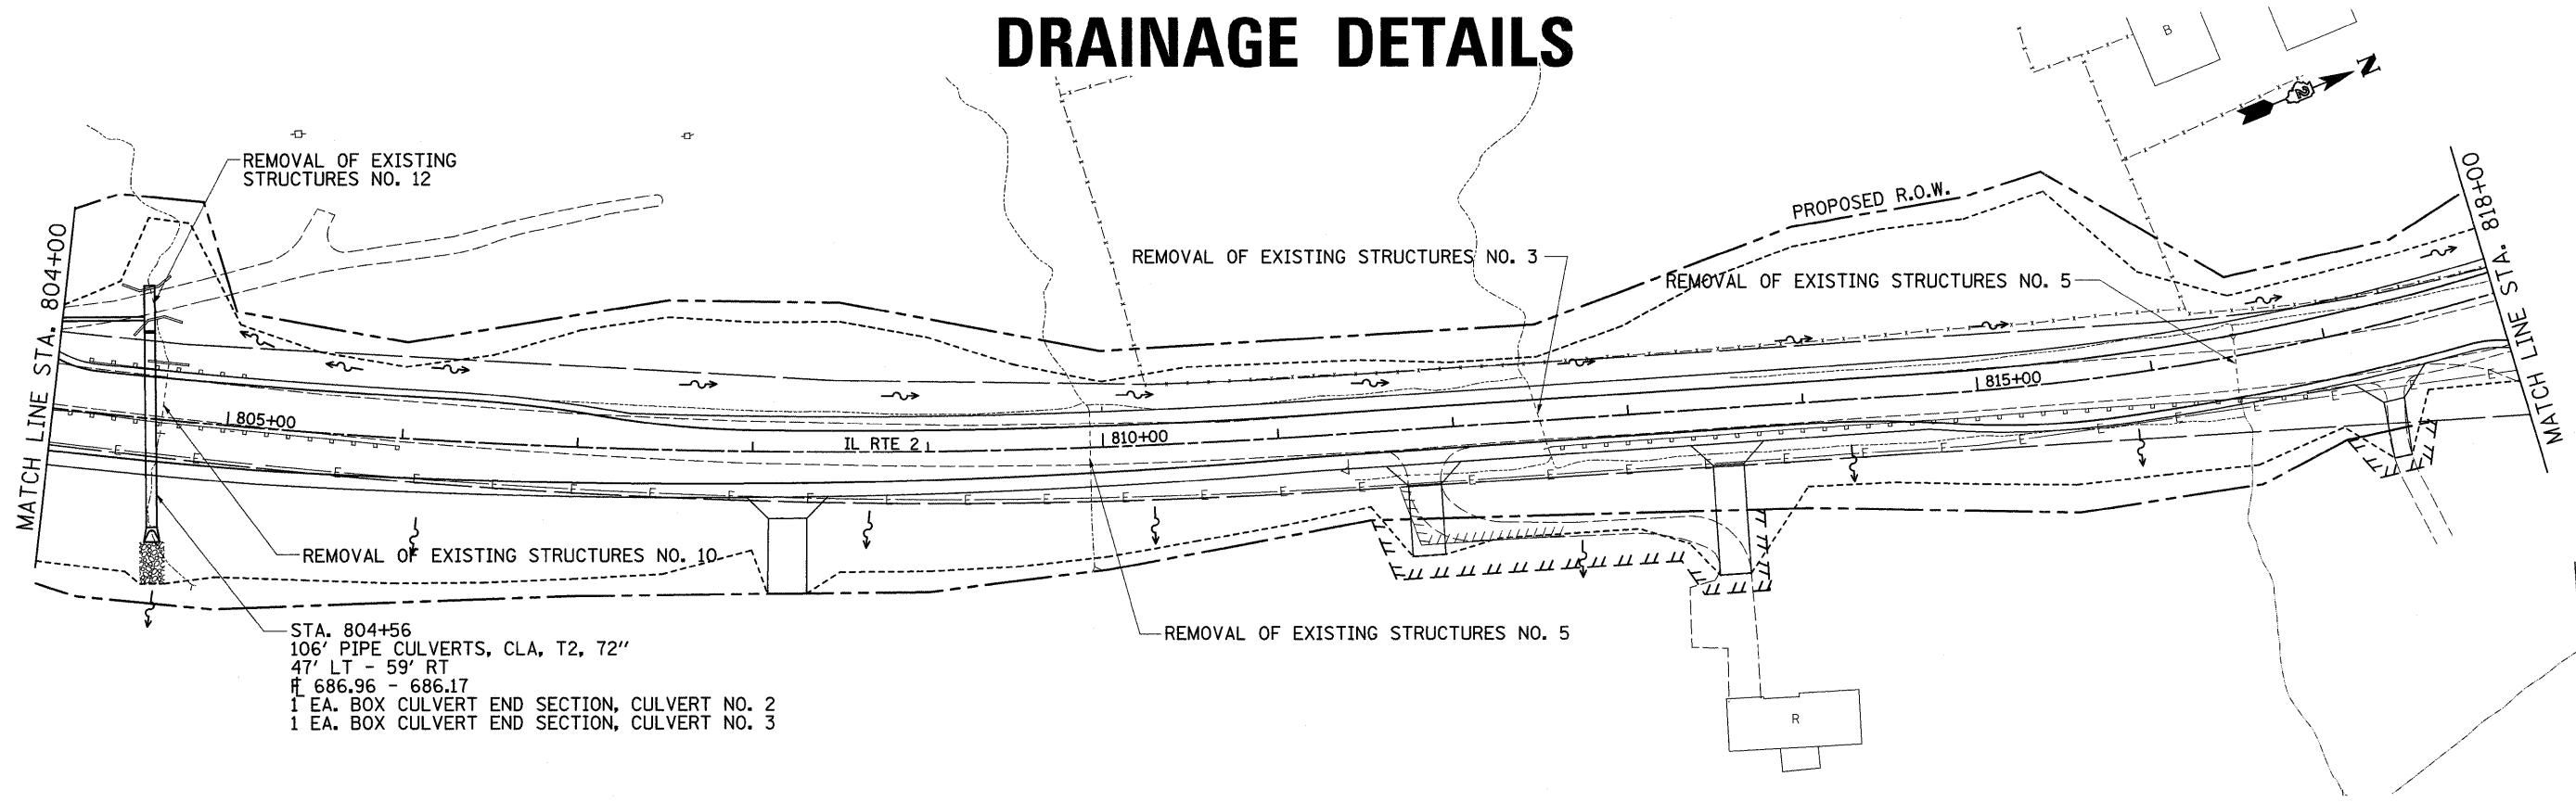 DRAINAGE DETAILS
B
N
2
REMOVAL OF EXISTING
STRUCTURES NO. 12
MATCH LINE STA. 804+00
MATCH LINE STA. 818+00
PROPOSED R.O.W.
REMOVAL OF EXISTING STRUCTURES NO. 3
REMOVAL OF EXISTING STRUCTURES NO. 5
815+00
805+00
IL RTE 2
810+00
E E E E E E E E E E E E E E E E E E E E E E E E E E E E E E
REMOVAL OF EXISTING STRUCTURES NO. 10
REMOVAL OF EXISTING STRUCTURES NO. 5
STA. 804+56
106' PIPE CULVERTS, CLA, T2, 72"
47' LT - 59' RT
FL 686.96 - 686.17
1 EA. BOX CULVERT END SECTION, CULVERT NO. 2
1 EA. BOX CULVERT END SECTION, CULVERT NO. 3
R